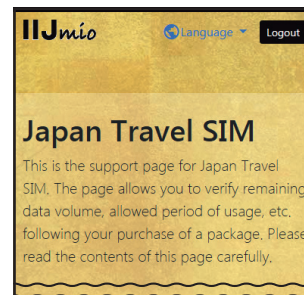 IIJmio
Language
Logout
Japan Travel SIM
This is the support page for Japan Travel
SIM. The page allows you to verify remaining
data volume, allowed period of usage, etc.
following your purchase of a package. Please
read the contents of this page carefully.